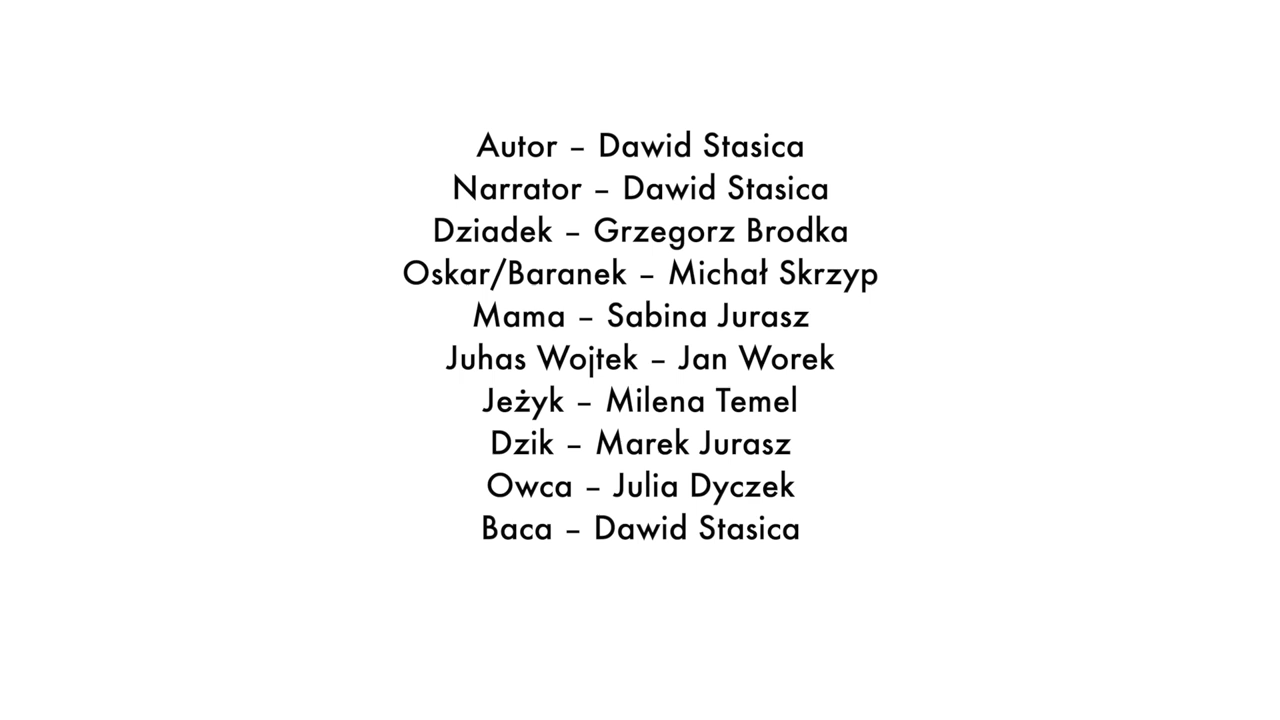 Autor – Dawid Stasica
Narrator – Dawid Stasica
Dziadek – Grzegorz Brodka
Oskar/Baranek – Michał Skrzyp
Mama – Sabina Jurasz
Juhas Wojtek – Jan Worek
Jeżyk – Milena Temel
Dzik – Marek Jurasz
Owca – Julia Dyczek
Baca – Dawid Stasica